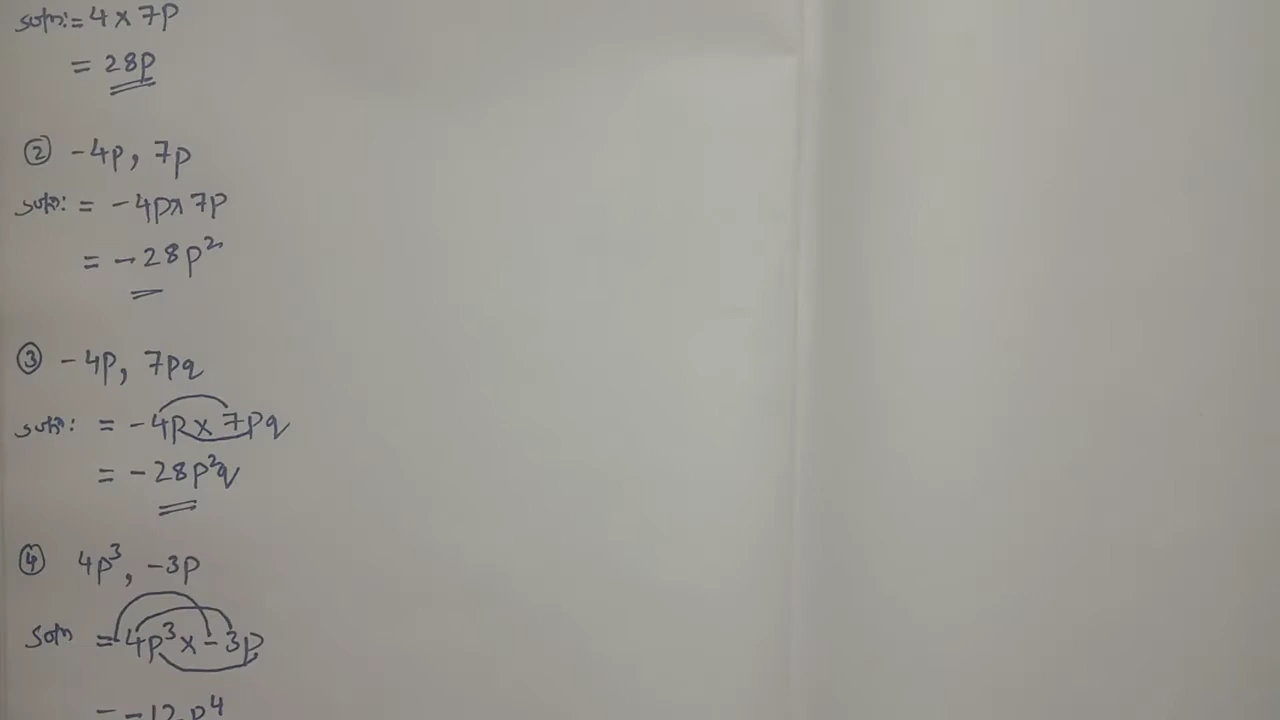 soln: = 4 x 7p
= 28p
② -4p, 7p
soln: = -4p x 7p
= -28p²
③ -4p, 7pq
soln: = -4p x 7pq
= -28p²q
④ 4p³, -3p
Soln = 4p³ x -3p
= -12p⁴